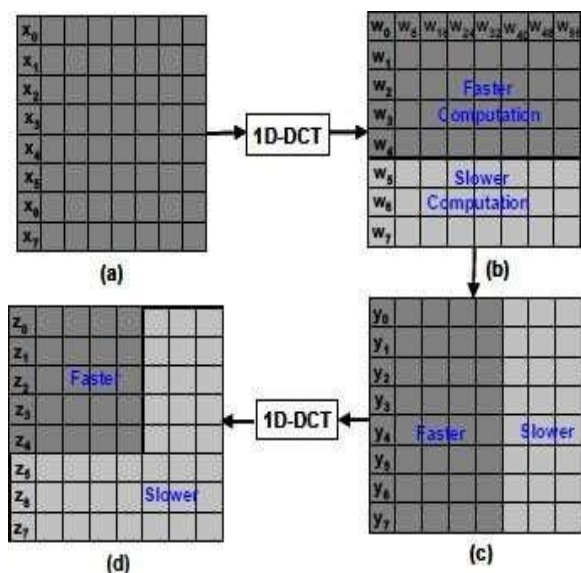 x₀
x₁
x₂
x₃
x₄
x₅
x₆
x₇
(a)
1D-DCT
w₀ w₈ w₁₆ w₂₄ w₃₂ w₄₀ w₄₈ w₅₆
w₁
w₂
w₃
w₄
w₅
w₆
w₇
Faster
Computation
Slower
Computation
(b)
z₀
z₁
z₂
z₃
z₄
z₅
z₆
z₇
Faster
Slower
(d)
1D-DCT
y₀
y₁
y₂
y₃
y₄
y₅
y₆
y₇
Faster
Slower
(c)